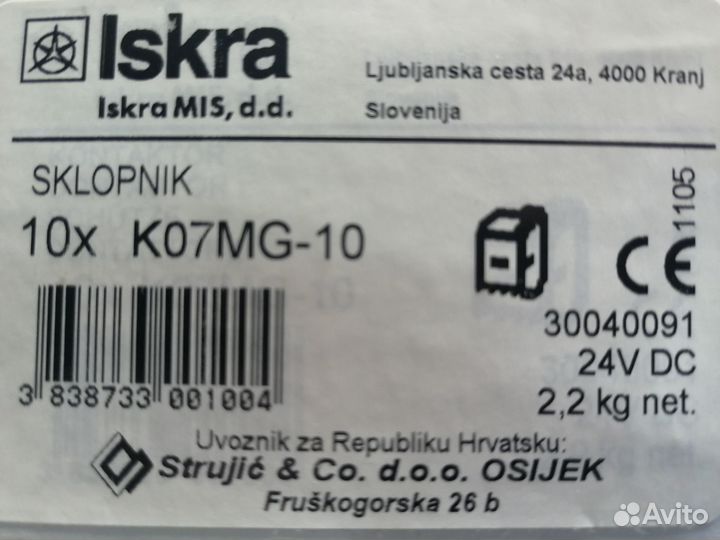 Iskra
Iskra MIS, d.d.
Ljubljanska cesta 24a, 4000 Kranj
Slovenija
SKLOPNIK
10x K07MG-10
1105
CE
30040091
24V DC
2,2 kg net.
3 838733 001004
Uvoznik za Republiku Hrvatsku:
Strujić & Co. d.o.o. OSIJEK
Fruškogorska 26 b
Avito